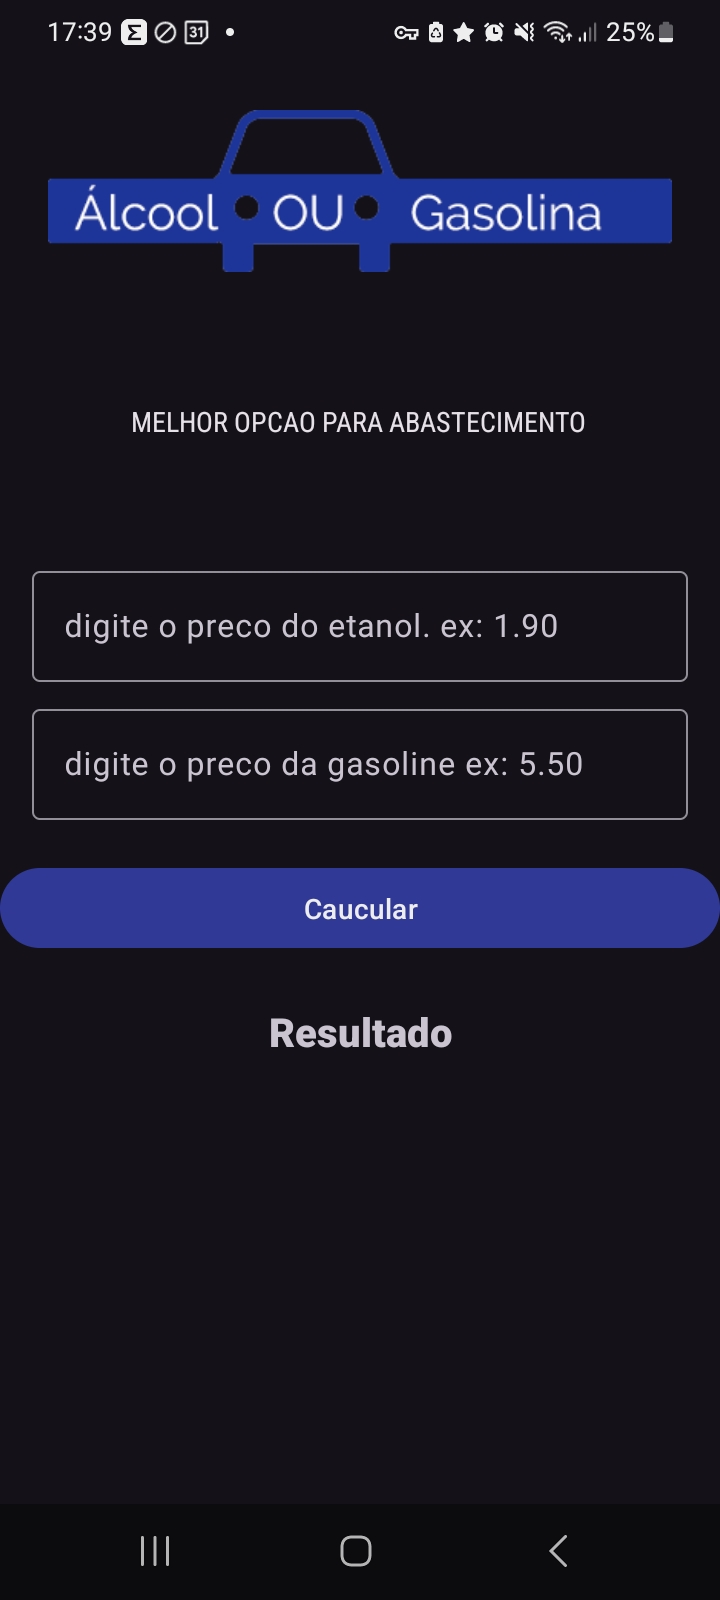 17:39 31 25%
Álcool OU Gasolina
MELHOR OPCAO PARA ABASTECIMENTO
digite o preco do etanol. ex: 1.90
digite o preco da gasoline ex: 5.50
Caucular
Resultado